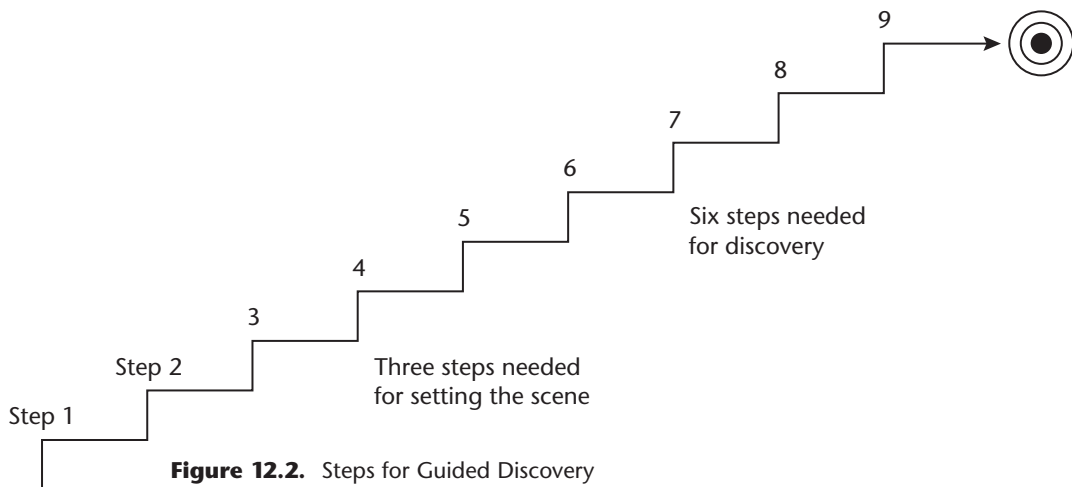 9
8
7
6
Six steps needed
for discovery
5
4
3
Three steps needed
for setting the scene
Step 2
Step 1
Figure 12.2. Steps for Guided Discovery